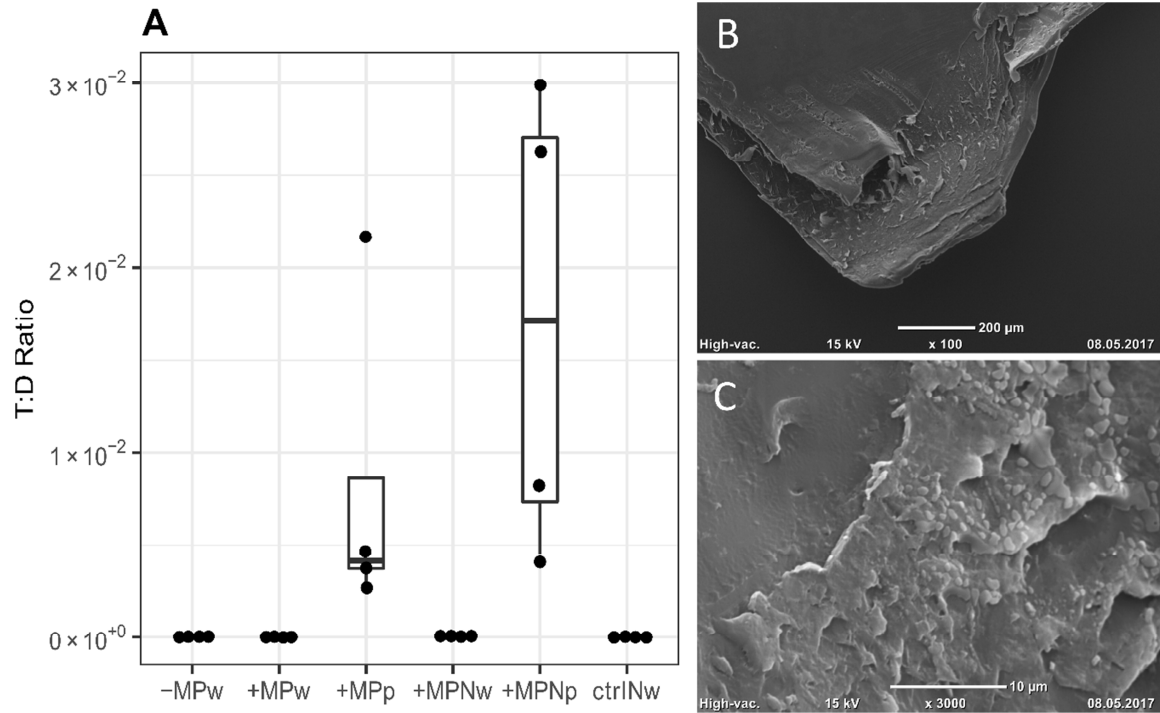 A
T:D Ratio
3 × 10⁻²
2 × 10⁻²
1 × 10⁻²
0 × 10⁺⁰
−MPw +MPw +MPp +MPNw +MPNp ctrlNw
B
200 µm
High-vac. 15 kV x 100 08.05.2017
C
10 µm
High-vac. 15 kV x 3000 08.05.2017